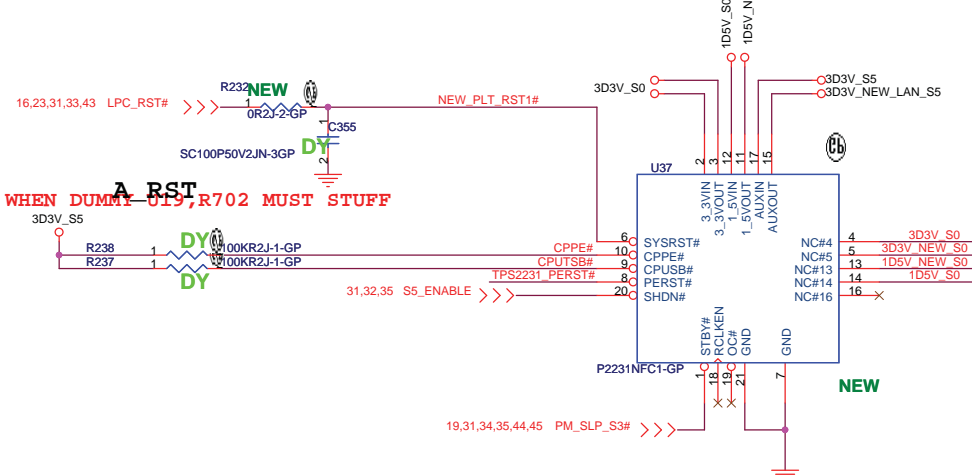 1D5V_S0
3D3V_S0
3D3V_S5
3D3V_NEW_LAN_S5
16,23,31,33,43 LPC_RST#
R232
NEW
1
0R2J-2-GP
NEW_PLT_RST1#
1
C355
DY
2
SC100P50V2JN-3GP
A_RST
WHEN DUMMY U19,R702 MUST STUFF
3D3V_S5
R238
1
DY
100KR2J-1-GP
CPPE#
R237
1
DY
100KR2J-1-GP
CPUTSB#
TPS2231_PERST#
31,32,35 S5_ENABLE
U37
2
3
12
11
17
15
3_3VIN
3_3VOUT
1_5VIN
1_5VOUT
AUXIN
AUXOUT
6 SYSRST#
10 CPPE#
9 CPUSB#
8 PERST#
20 SHDN#
NC#4 4 3D3V_S0
NC#5 5 3D3V_NEW_S0
NC#13 13 1D5V_NEW_S0
NC#14 14 1D5V_S0
NC#16 16
STBY#
RCLKEN
OC#
GND
GND
P2231NFC1-GP
1
18
19
21
7
NEW
19,31,34,35,44,45 PM_SLP_S3#